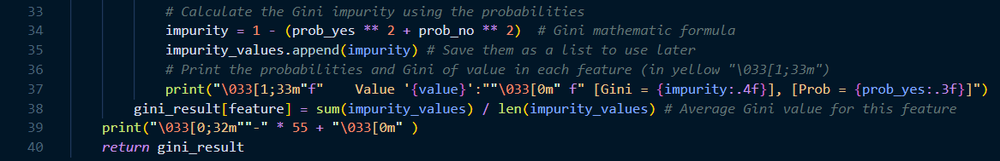 33 # Calculate the Gini impurity using the probabilities
34 impurity = 1 - (prob_yes ** 2 + prob_no ** 2)  # Gini mathematic formula
35 impurity_values.append(impurity) # Save them as a list to use later
36 # Print the probabilities and Gini of value in each feature (in yellow "\033[1;33m")
37 print("\033[1;33m"f"    Value '{value}':""\033[0m" f" [Gini = {impurity:.4f}], [Prob = {prob_yes:.3f}]")
38 gini_result[feature] = sum(impurity_values) / len(impurity_values) # Average Gini value for this feature
39 print("\033[0;32m""-" * 55 + "\033[0m" )
40 return gini_result